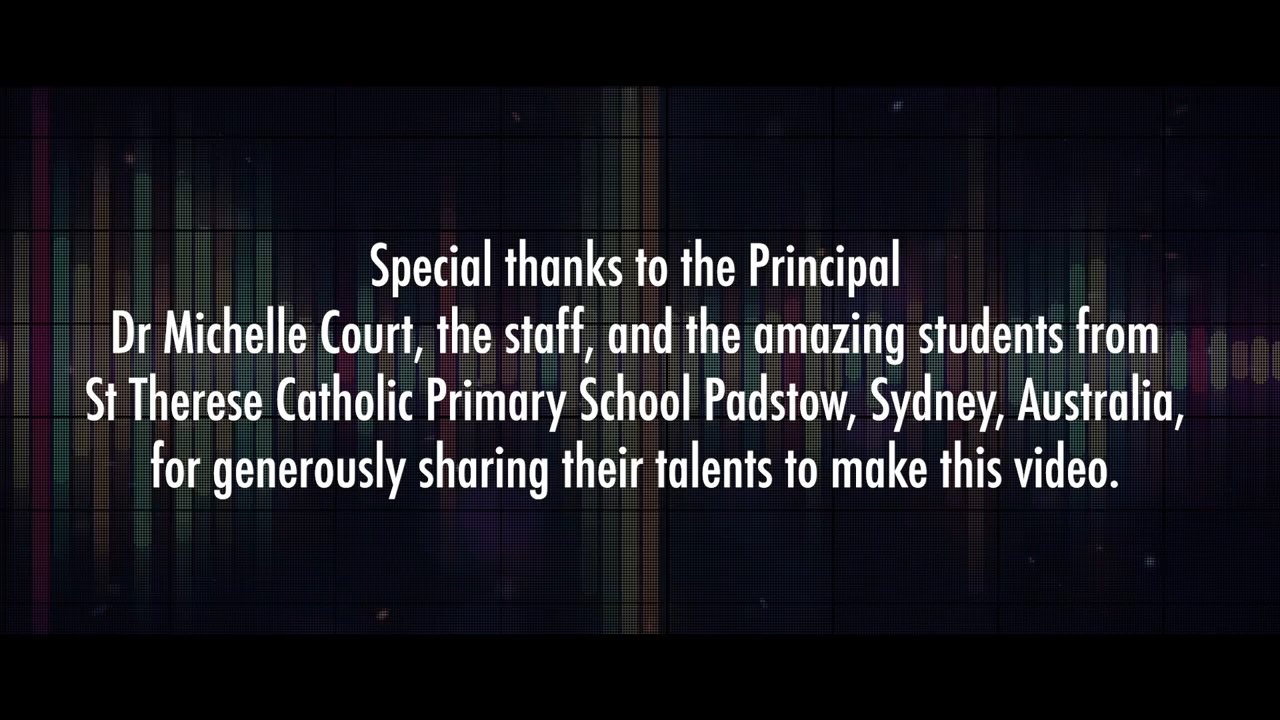 Special thanks to the Principal
Dr Michelle Court, the staff, and the amazing students from
St Therese Catholic Primary School Padstow, Sydney, Australia,
for generously sharing their talents to make this video.